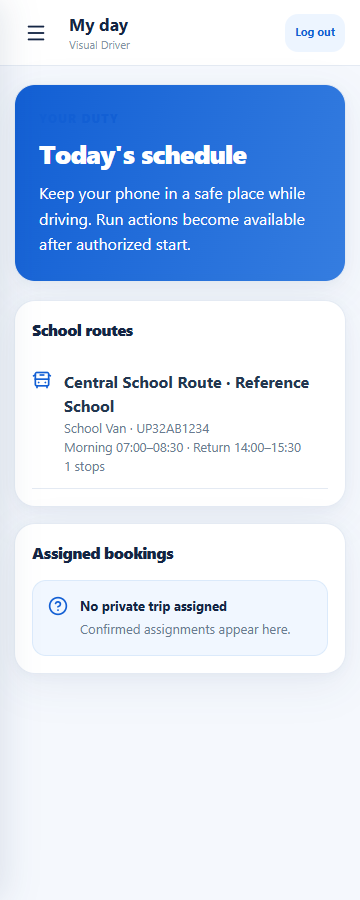 My day
Visual Driver
Log out
YOUR DUTY
Today's schedule
Keep your phone in a safe place while
driving. Run actions become available
after authorized start.
School routes
Central School Route · Reference
School
School Van · UP32AB1234
Morning 07:00–08:30 · Return 14:00–15:30
1 stops
Assigned bookings
No private trip assigned
Confirmed assignments appear here.